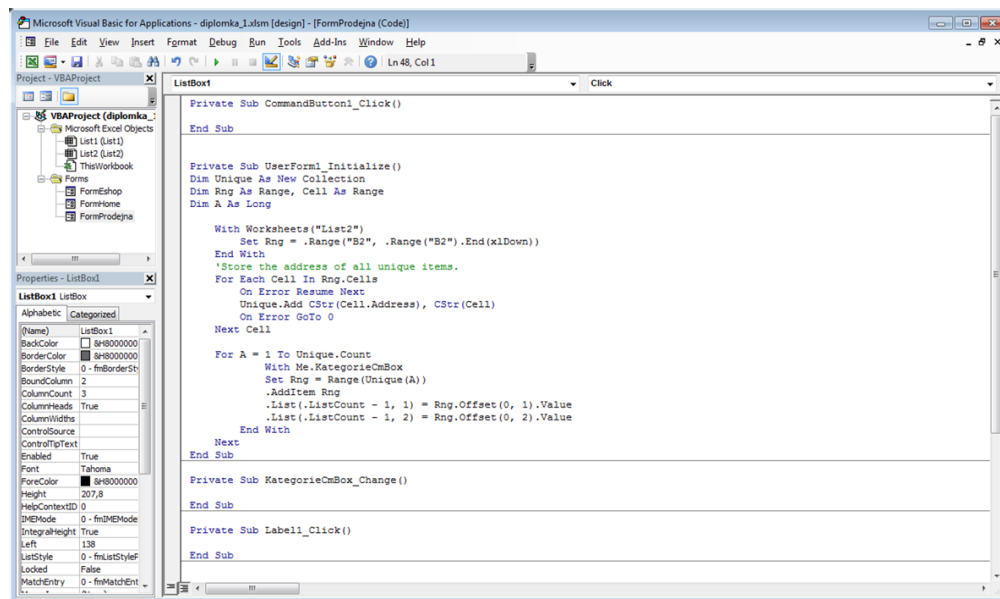 Microsoft Visual Basic for Applications - diplomka_1.xlsm [design] - [FormProdejna (Code)]
File Edit View Insert Format Debug Run Tools Add-Ins Window Help
Ln 48, Col 1
Project - VBAProject
VBAProject (diplomka_1
Microsoft Excel Objects
List1 (List1)
List2 (List2)
ThisWorkbook
Forms
FormEshop
FormHome
FormProdejna
Properties - ListBox1
ListBox1 ListBox
Alphabetic Categorized
(Name) ListBox1
BackColor &H8000000
BorderColor &H8000000
BorderStyle 0 - fmBorderSt
BoundColumn 2
ColumnCount 3
ColumnHeads True
ColumnWidths
ControlSource
ControlTipText
Enabled True
Font Tahoma
ForeColor &H8000000
Height 207,8
HelpContextID 0
IMEMode 0 - fmIMEMode
IntegralHeight True
Left 138
ListStyle 0 - fmListStyleP
Locked False
MatchEntry 0 - fmMatchEnt
ListBox1 Click
Private Sub CommandButton1_Click()
End Sub
Private Sub UserForm1_Initialize()
Dim Unique As New Collection
Dim Rng As Range, Cell As Range
Dim A As Long
With Worksheets("List2")
Set Rng = .Range("B2", .Range("B2").End(xlDown))
End With
'Store the address of all unique items.
For Each Cell In Rng.Cells
On Error Resume Next
Unique.Add CStr(Cell.Address), CStr(Cell)
On Error GoTo 0
Next Cell
For A = 1 To Unique.Count
With Me.KategorieCmBox
Set Rng = Range(Unique(A))
.AddItem Rng
.List(.ListCount - 1, 1) = Rng.Offset(0, 1).Value
.List(.ListCount - 1, 2) = Rng.Offset(0, 2).Value
End With
Next
End Sub
Private Sub KategorieCmBox_Change()
End Sub
Private Sub Label1_Click()
End Sub